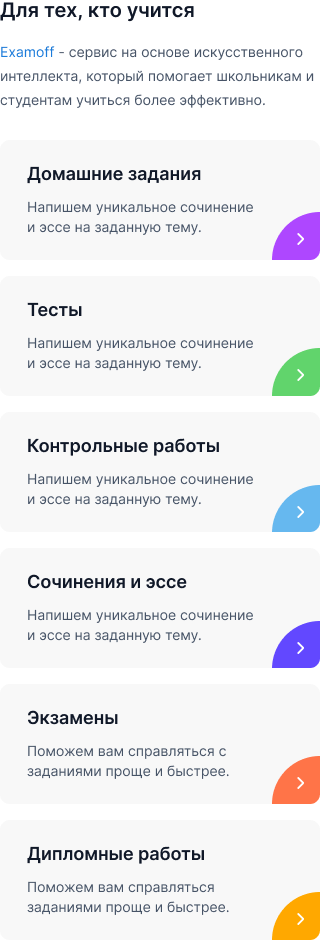 Для тех, кто учится
Examoff - сервис на основе искусственного
интеллекта, который помогает школьникам и
студентам учиться более эффективно.
Домашние задания
Напишем уникальное сочинение
и эссе на заданную тему.
Тесты
Напишем уникальное сочинение
и эссе на заданную тему.
Контрольные работы
Напишем уникальное сочинение
и эссе на заданную тему.
Сочинения и эссе
Напишем уникальное сочинение
и эссе на заданную тему.
Экзамены
Поможем вам справляться с
заданиями проще и быстрее.
Дипломные работы
Поможем вам справляться
заданиями проще и быстрее.